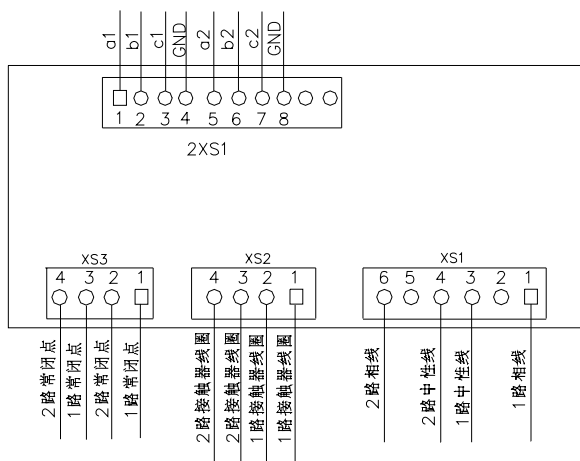 a1 b1 c1 GND a2 b2 c2 GND
1 2 3 4 5 6 7 8
2XS1
XS3
4 3 2 1
2路常闭点
1路常闭点
2路常闭点
1路常闭点
XS2
4 3 2 1
2路接触器线圈
2路接触器线圈
1路接触器线圈
1路接触器线圈
XS1
6 5 4 3 2 1
2路相线
2路中性线
1路中性线
1路相线